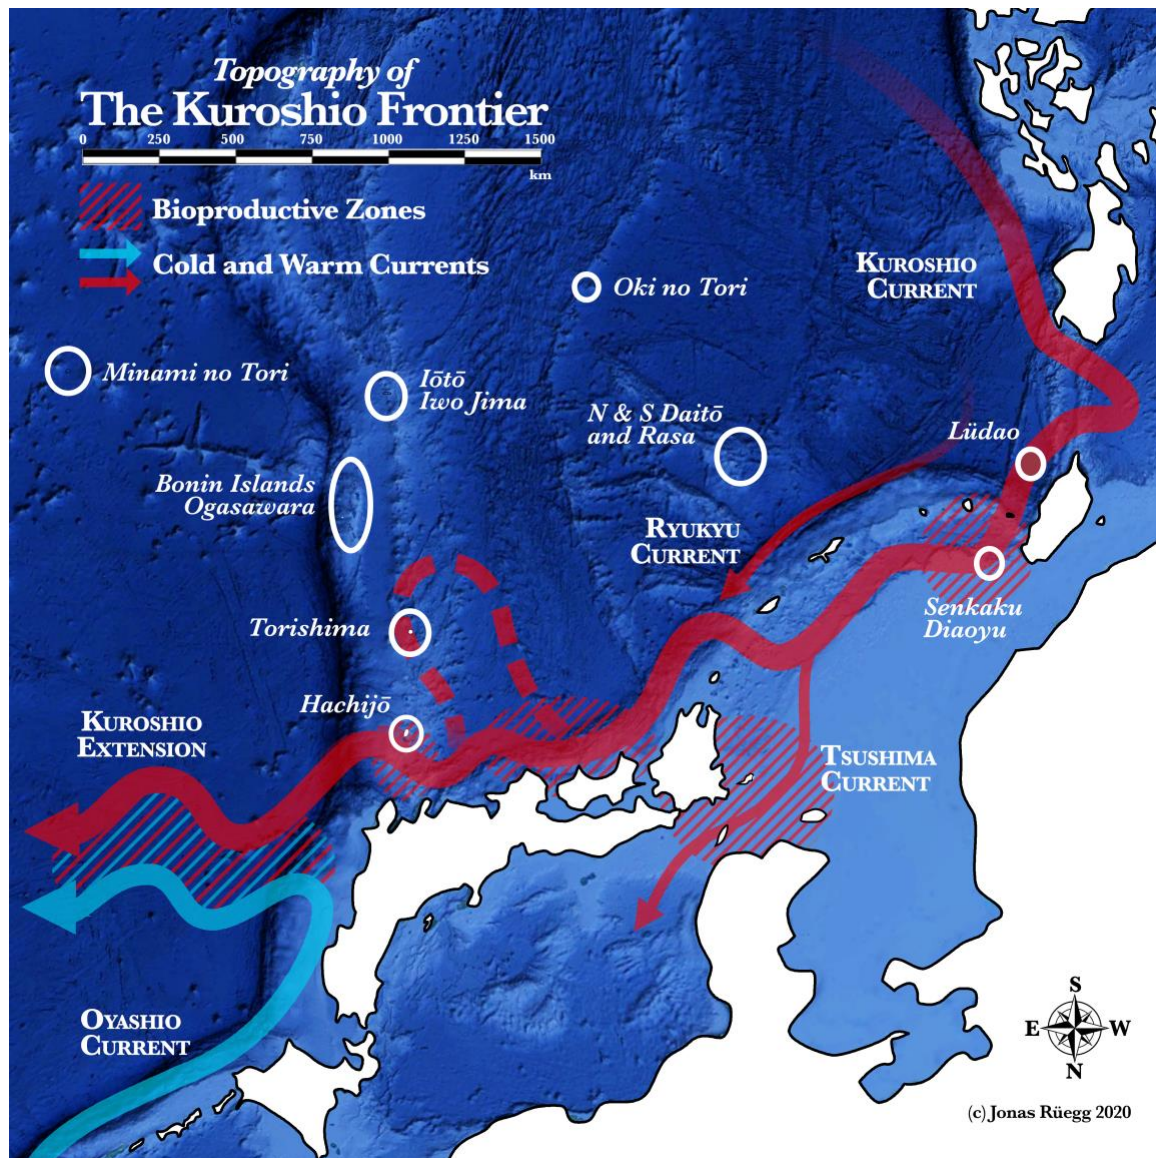 Topography of
The Kuroshio Frontier
0 250 500 750 1000 1250 1500
km
Bioproductive Zones
Cold and Warm Currents
Kuroshio
Current
Oki no Tori
Minami no Tori
Iōtō
Iwo Jima
N & S Daitō
and Rasa
Lüdao
Bonin Islands
Ogasawara
Ryukyu
Current
Senkaku
Diaoyu
Torishima
Hachijō
Kuroshio
Extension
Tsushima
Current
Oyashio
Current
S
E W
N
(c) Jonas Rüegg 2020